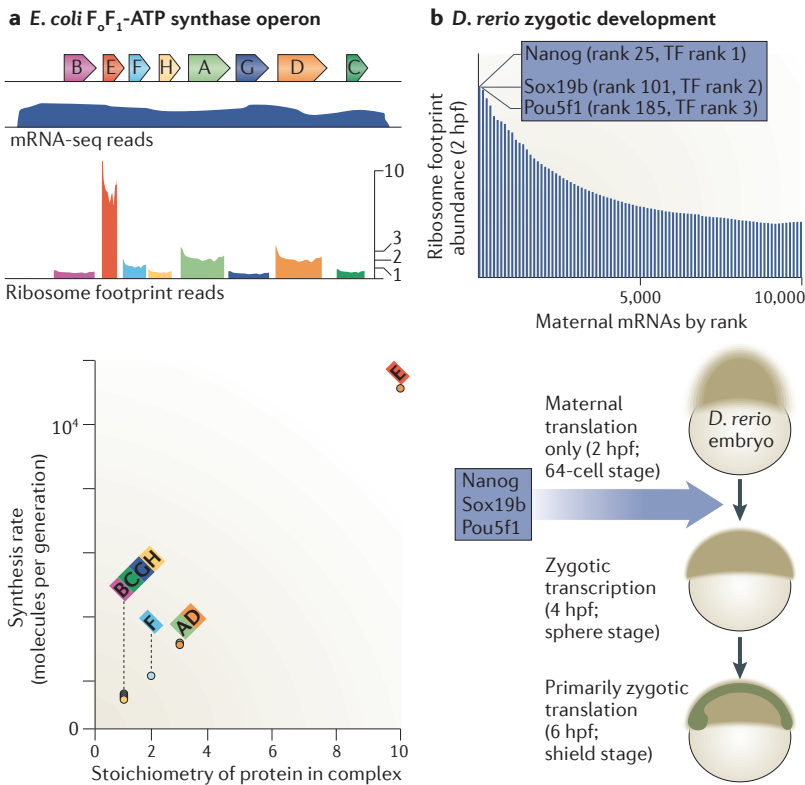 a E. coli FoF1-ATP synthase operon
B E F H A G D C
mRNA-seq reads
10
3
2
1
Ribosome footprint reads
Synthesis rate
(molecules per generation)
10⁴
0
E
B C G H
F
A D
0 2 4 6 8 10
Stoichiometry of protein in complex
b D. rerio zygotic development
Nanog (rank 25, TF rank 1)
Sox19b (rank 101, TF rank 2)
Pou5f1 (rank 185, TF rank 3)
Ribosome footprint
abundance (2 hpf)
5,000 10,000
Maternal mRNAs by rank
Maternal
translation
only (2 hpf;
64-cell stage)
D. rerio
embryo
Nanog
Sox19b
Pou5f1
Zygotic
transcription
(4 hpf;
sphere stage)
Primarily zygotic
translation
(6 hpf;
shield stage)